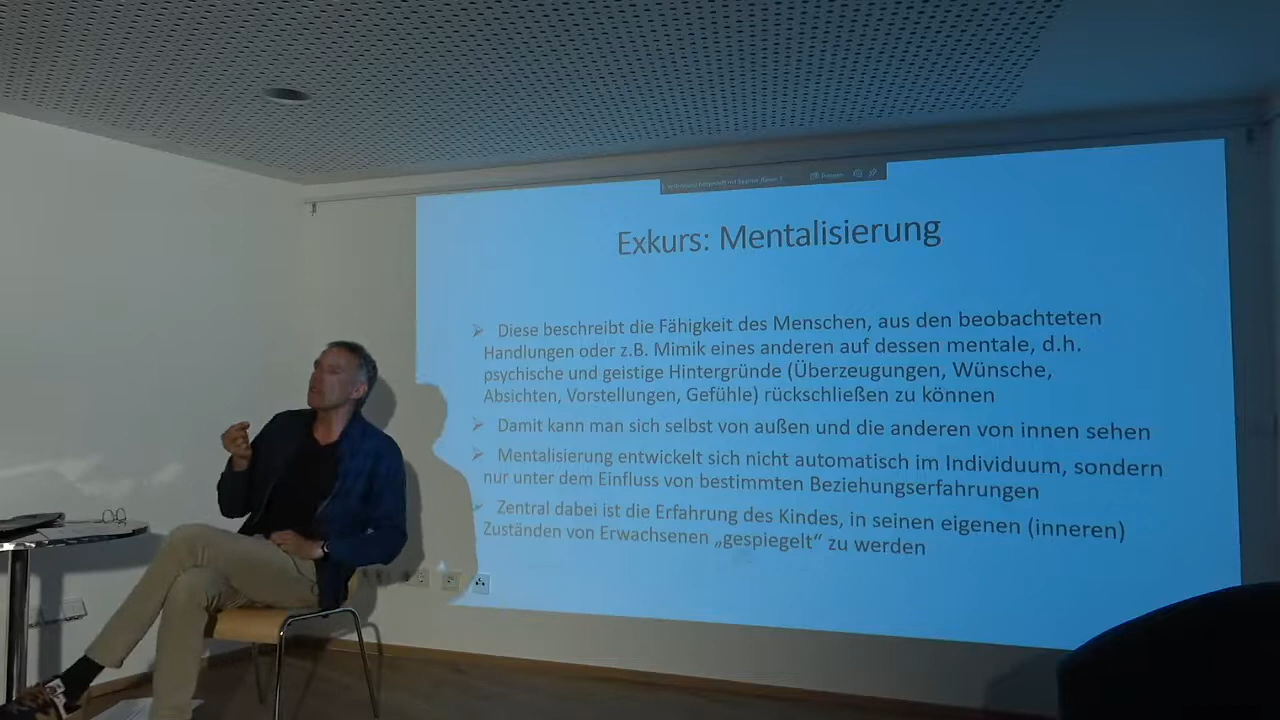 Exkurs: Mentalisierung
➤ Diese beschreibt die Fähigkeit des Menschen, aus den beobachteten
Handlungen oder z.B. Mimik eines anderen auf dessen mentale, d.h.
psychische und geistige Hintergründe (Überzeugungen, Wünsche,
Absichten, Vorstellungen, Gefühle) rückschließen zu können
➤ Damit kann man sich selbst von außen und die anderen von innen sehen
➤ Mentalisierung entwickelt sich nicht automatisch im Individuum, sondern
nur unter dem Einfluss von bestimmten Beziehungserfahrungen
➤ Zentral dabei ist die Erfahrung des Kindes, in seinen eigenen (inneren)
Zuständen von Erwachsenen „gespiegelt“ zu werden